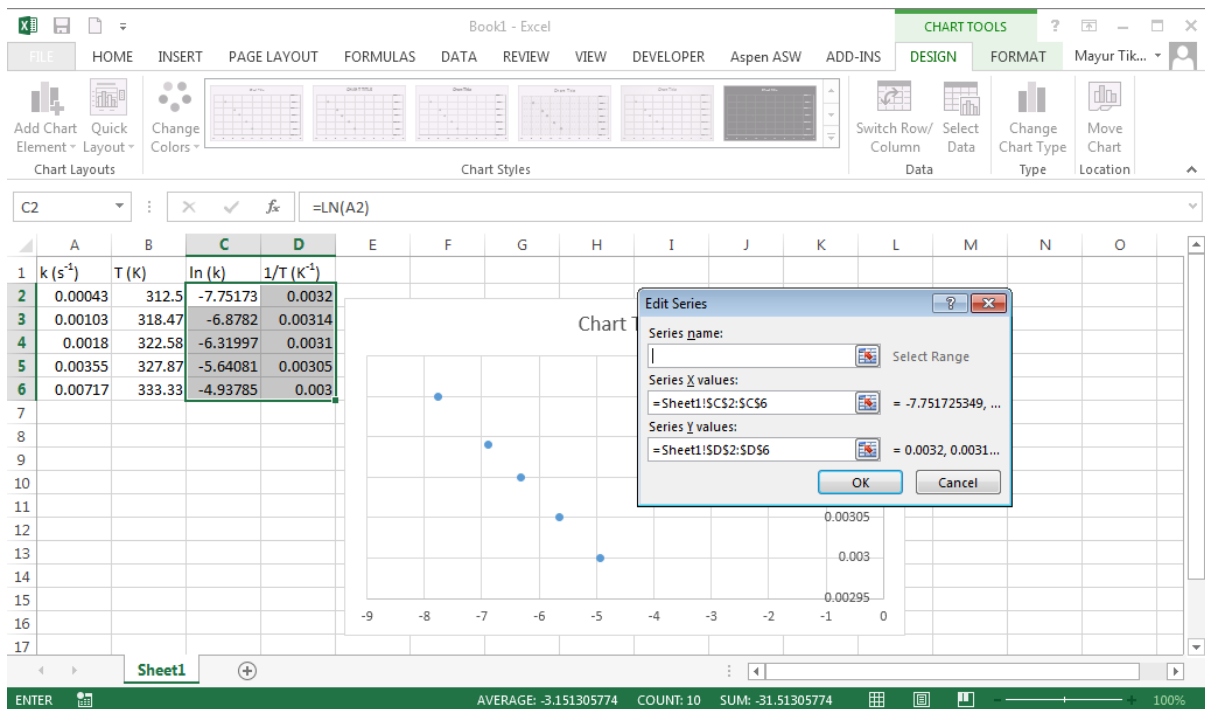 Book1 - Excel
CHART TOOLS
?
FILE HOME INSERT PAGE LAYOUT FORMULAS DATA REVIEW VIEW DEVELOPER Aspen ASW ADD-INS DESIGN FORMAT Mayur Tik...
Add Chart Element Quick Layout Change Colors Switch Row/ Column Select Data Change Chart Type Move Chart
Chart Layouts Chart Styles Data Type Location
C2 fx =LN(A2)
A B C D E F G H I J K L M N O
1 k (s⁻¹) T (K) ln (k) 1/T (K⁻¹)
2 0.00043 312.5 -7.75173 0.0032
3 0.00103 318.47 -6.8782 0.00314
4 0.0018 322.58 -6.31997 0.0031
5 0.00355 327.87 -5.64081 0.00305
6 0.00717 333.33 -4.93785 0.003
7
8
9
10
11
12
13
14
15
16
17
Chart T
Edit Series
?
Series name:
Select Range
Series X values:
=Sheet1!$C$2:$C$6 = -7.751725349, ...
Series Y values:
=Sheet1!$D$2:$D$6 = 0.0032, 0.0031...
OK Cancel
0.00305
0.003
0.00295
-9 -8 -7 -6 -5 -4 -3 -2 -1 0
Sheet1
ENTER AVERAGE: -3.151305774 COUNT: 10 SUM: -31.51305774 100%